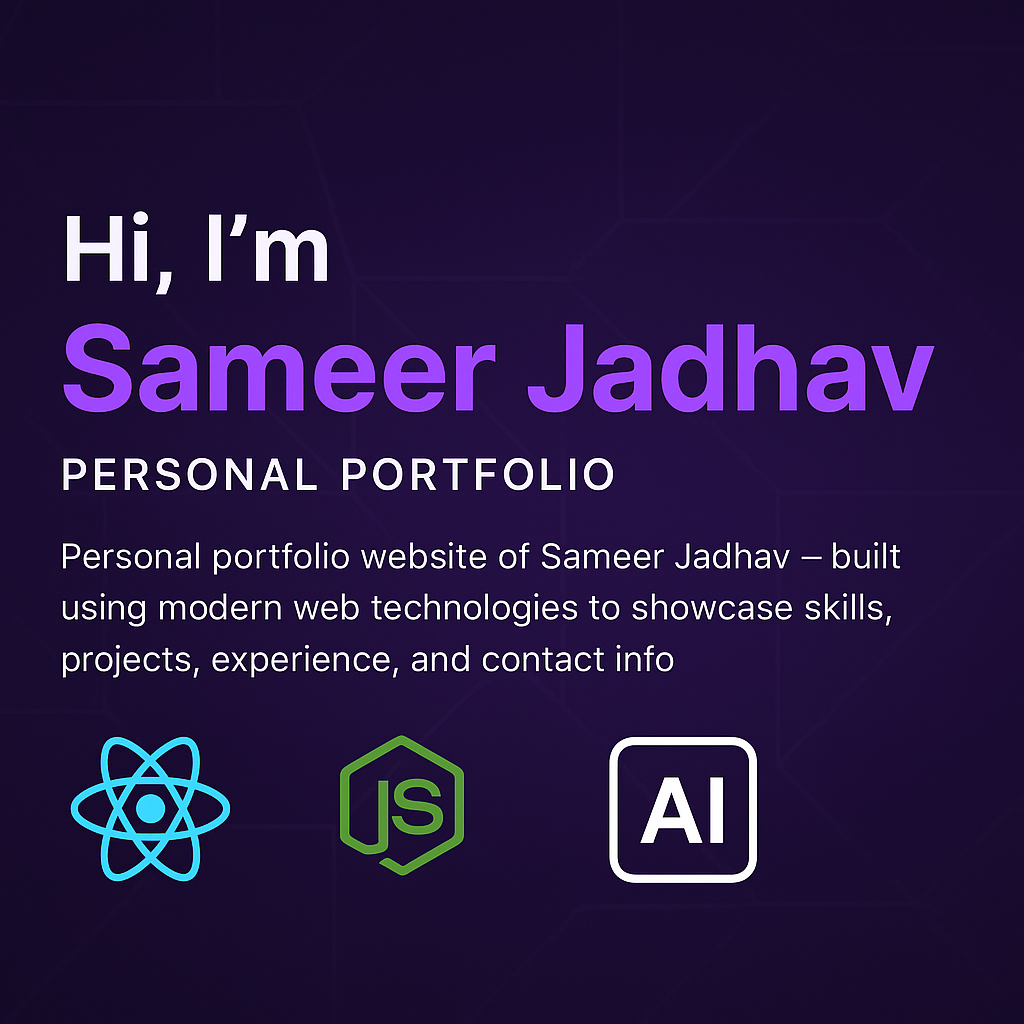 Hi, I’m
Sameer Jadhav
PERSONAL PORTFOLIO
Personal portfolio website of Sameer Jadhav – built
using modern web technologies to showcase skills,
projects, experience, and contact info
JS AI